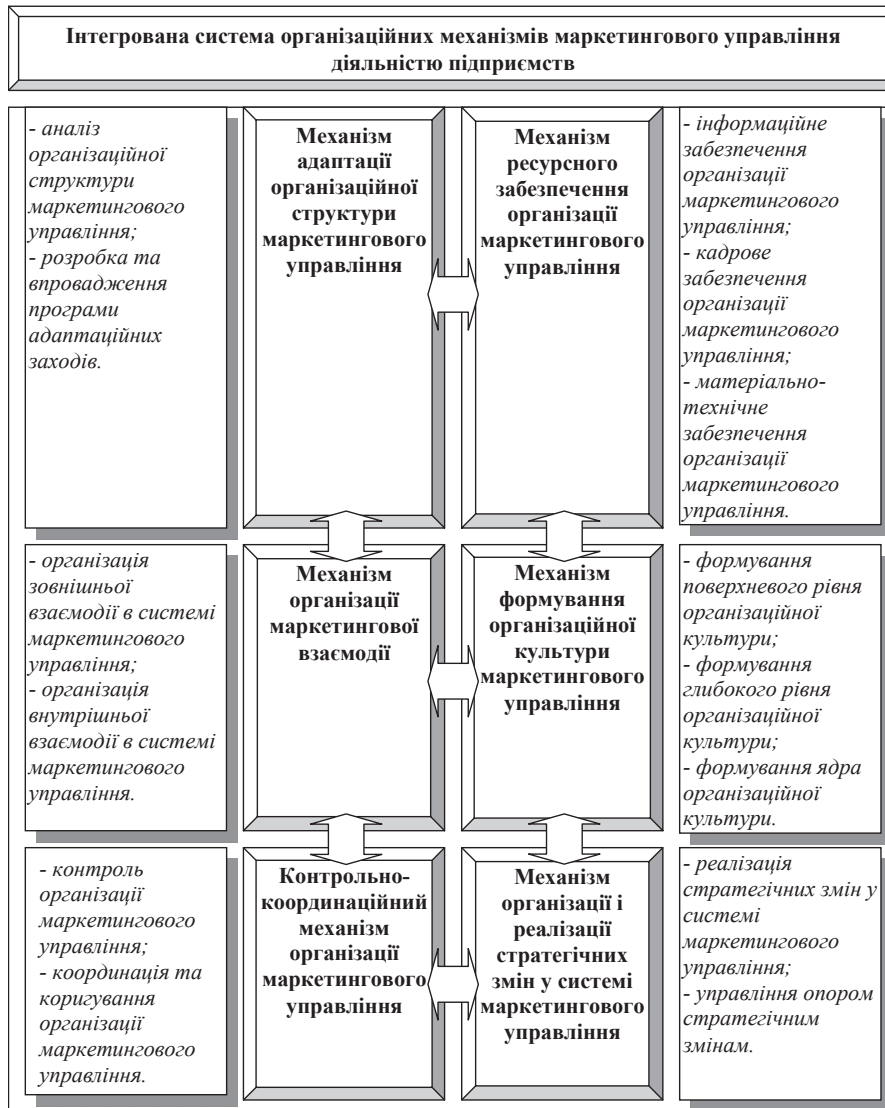 Інтегрована система організаційних механізмів маркетингового управління
діяльністю підприємств
- аналіз
організаційної
структури
маркетингового
управління;
- розробка та
впровадження
програми
адаптаційних
заходів.
Механізм
адаптації
організаційної
структури
маркетингового
управління
Механізм
ресурсного
забезпечення
організації
маркетингового
управління
- інформаційне
забезпечення
організації
маркетингового
управління;
- кадрове
забезпечення
організації
маркетингового
управління;
- матеріально-
технічне
забезпечення
організації
маркетингового
управління.
- організація
зовнішньої
взаємодії в системі
маркетингового
управління;
- організація
внутрішньої
взаємодії в системі
маркетингового
управління.
Механізм
організації
маркетингової
взаємодії
Механізм
формування
організаційної
культури
маркетингового
управління
- формування
поверхневого рівня
організаційної
культури;
- формування
глибокого рівня
організаційної
культури;
- формування ядра
організаційної
культури.
- контроль
організації
маркетингового
управління;
- координація та
коригування
організації
маркетингового
управління.
Контрольно-
координаційний
механізм
організації
маркетингового
управління
Механізм
організації і
реалізації
стратегічних
змін у системі
маркетингового
управління
- реалізація
стратегічних змін у
системі
маркетингового
управління;
- управління опором
стратегічним
змінам.